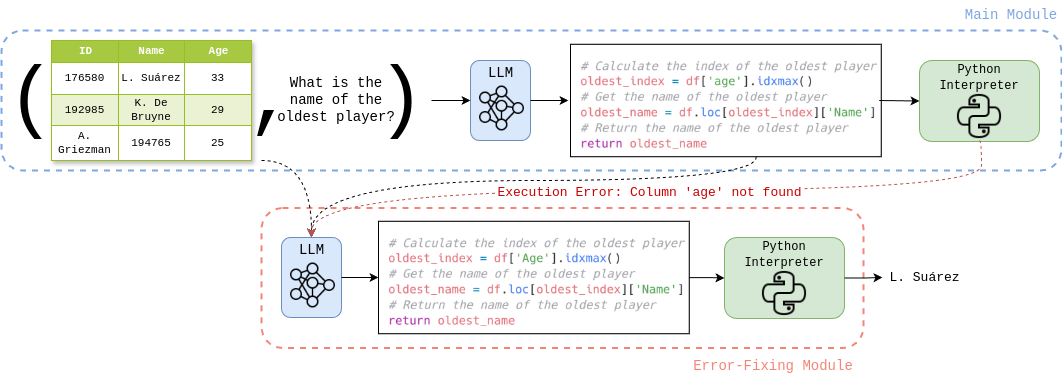 Main Module
ID Name Age
176580 L. Suárez 33
192985 K. De Bruyne 29
A. Griezman 194765 25
( , )
What is the
name of the
oldest player?
LLM
# Calculate the index of the oldest player
oldest_index = df['age'].idxmax()
# Get the name of the oldest player
oldest_name = df.loc[oldest_index]['Name']
# Return the name of the oldest player
return oldest_name
Python
Interpreter
Execution Error: Column 'age' not found
LLM
# Calculate the index of the oldest player
oldest_index = df['Age'].idxmax()
# Get the name of the oldest player
oldest_name = df.loc[oldest_index]['Name']
# Return the name of the oldest player
return oldest_name
Python
Interpreter
L. Suárez
Error-Fixing Module